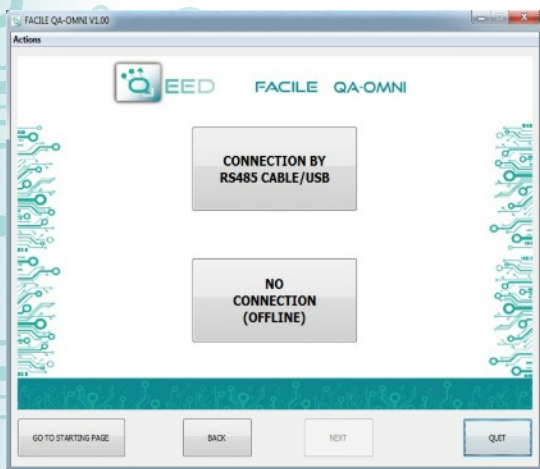 FACILE QA-OMNI V1.00
Actions
QEED FACILE QA-OMNI
CONNECTION BY
RS485 CABLE/USB
NO
CONNECTION
(OFFLINE)
GO TO STARTING PAGE BACK NEXT QUIT